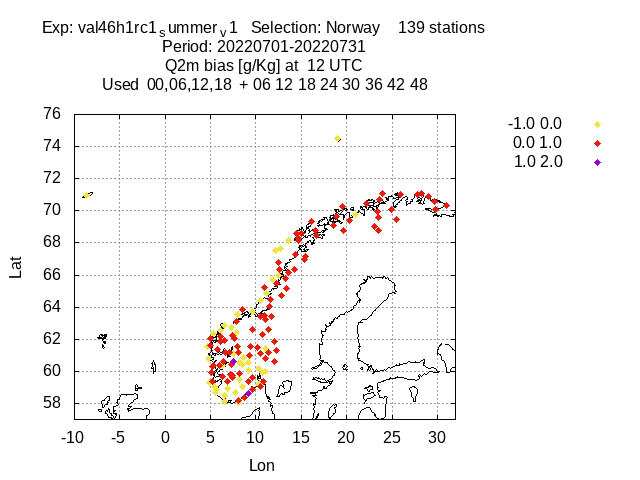 Exp: val46h1rc1_summer_v1 Selection: Norway 139 stations
Period: 20220701-20220731
Q2m bias [g/Kg] at 12 UTC
Used 00,06,12,18 + 06 12 18 24 30 36 42 48
-1.0 0.0
0.0 1.0
1.0 2.0
76
74
72
70
68
66
64
62
60
58
Lat
-10 -5 0 5 10 15 20 25 30
Lon